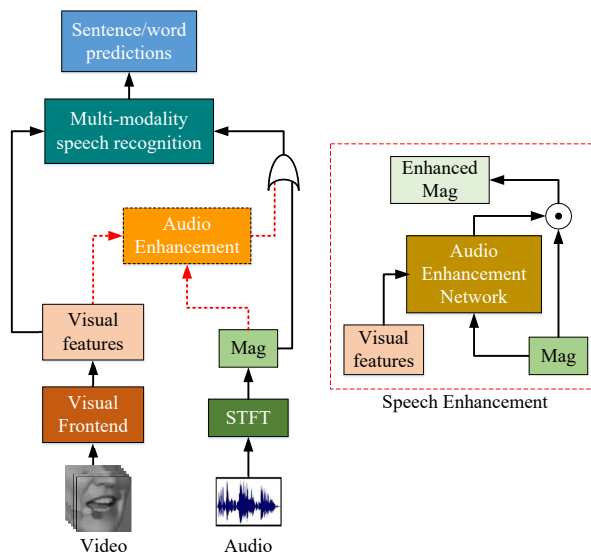 Sentence/word
predictions
Multi-modality
speech recognition
Audio
Enhancement
Visual
features
Mag
Visual
Frontend
STFT
Video
Audio
Enhanced
Mag
Audio
Enhancement
Network
Visual
features
Mag
Speech Enhancement